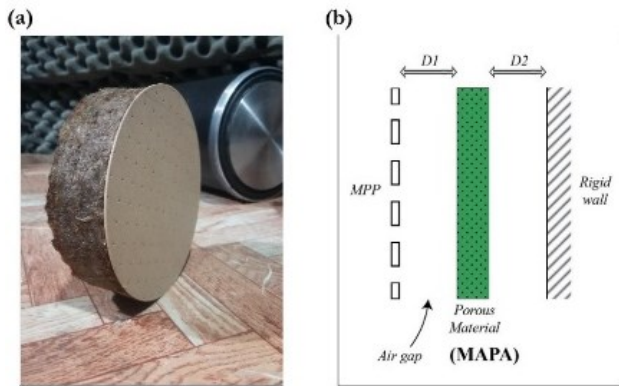 (a)
(b)
D1
D2
MPP
Rigid
wall
Porous
Material
Air gap
(MAPA)